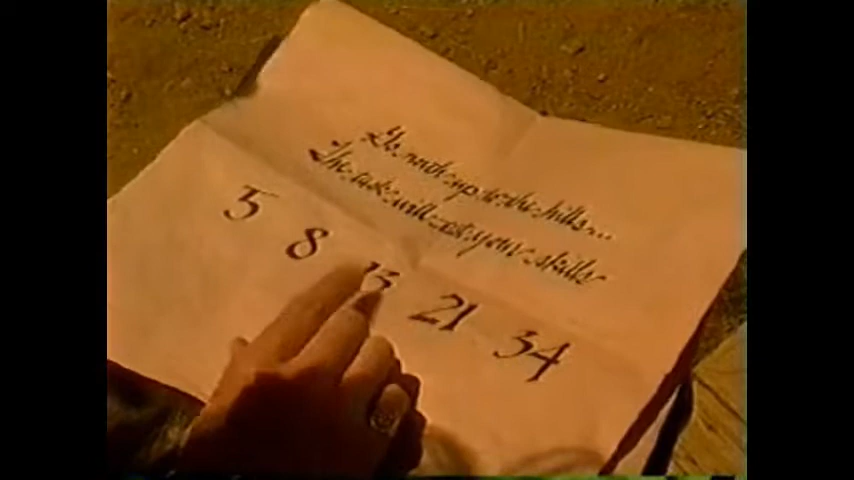 Go north up to the hills...
The task will test your skills
5 8 13 21 34